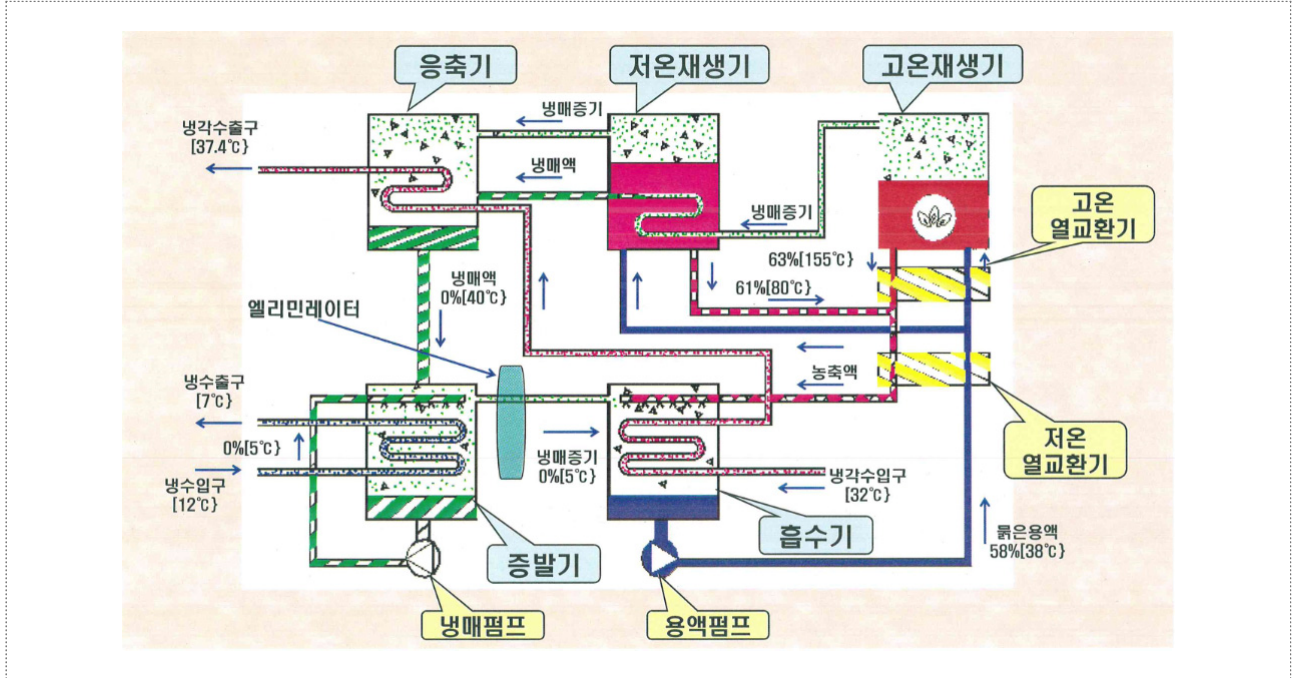 응축기
저온재생기
고온재생기
냉매증기
냉각수출구
[37.4℃]
냉매액
냉매증기
고온
열교환기
63%[155℃]
61%[80℃]
냉매액
0%[40℃]
엘리민레이터
농축액
냉수출구
[7℃]
0%[5℃]
냉수입구
[12℃]
냉매증기
0%[5℃]
저온
열교환기
냉각수입구
[32℃]
흡수기
묽은용액
58%[38℃]
증발기
냉매펌프
용액펌프